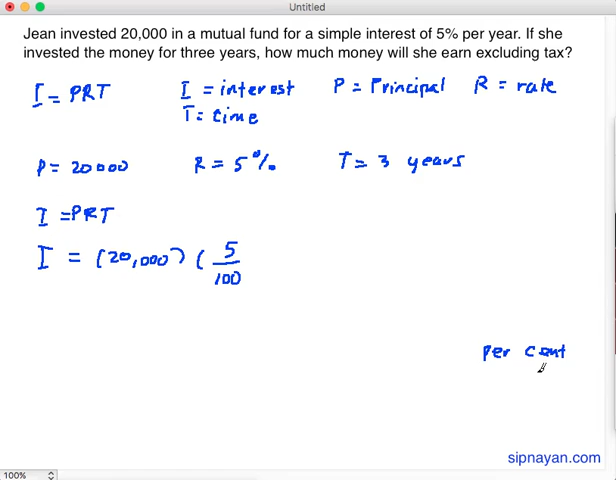 Untitled
Jean invested 20,000 in a mutual fund for a simple interest of 5% per year. If she
invested the money for three years, how much money will she earn excluding tax?
I = PRT I = interest P = Principal R = rate
T = time
P = 20000 R = 5% T = 3 years
I = PRT
I = (20,000) ( 5
100
per cent
sipnayan.com
100%